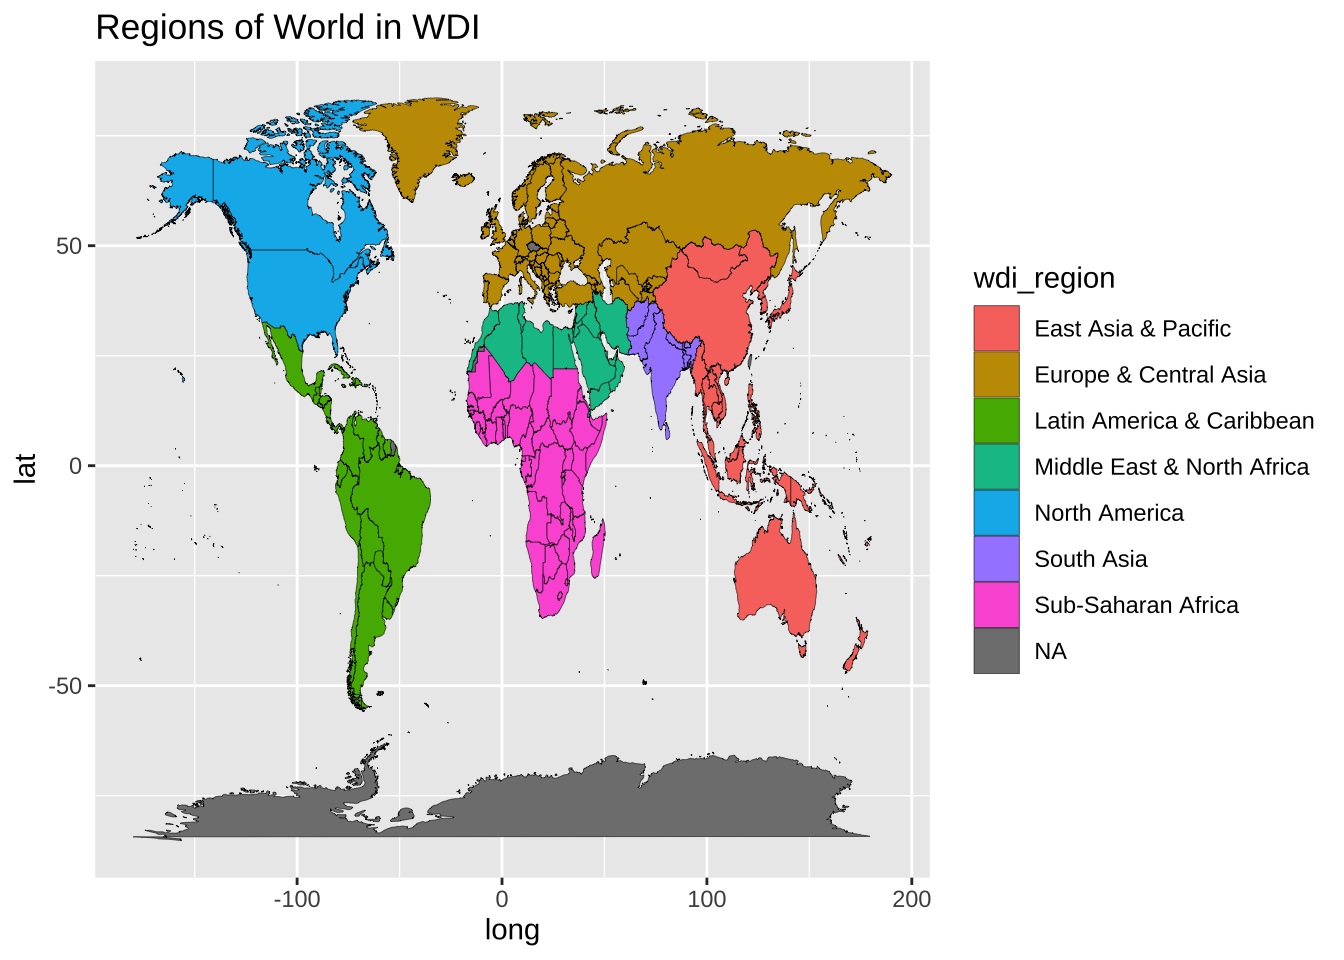 Regions of World in WDI
lat
50
0
-50
-100
0
100
200
long
wdi_region
East Asia & Pacific
Europe & Central Asia
Latin America & Caribbean
Middle East & North Africa
North America
South Asia
Sub-Saharan Africa
NA